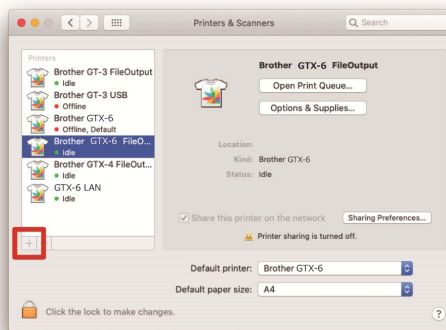 Printers & Scanners
Search
Printers
Brother GT-3 FileOutput
Idle
Brother GT-3 USB
Offline
Brother GTX-6
Offline, Default
Brother GTX-6 FileO...
Idle
Brother GTX-4 FileOut...
Idle
GTX-6 LAN
Idle
+
Brother GTX-6 FileOutput
Open Print Queue...
Options & Supplies...
Location:
Kind: Brother GTX-6
Status: Idle
Share this printer on the network
Sharing Preferences...
Printer sharing is turned off.
Default printer: Brother GTX-6
Default paper size: A4
Click the lock to make changes.
?